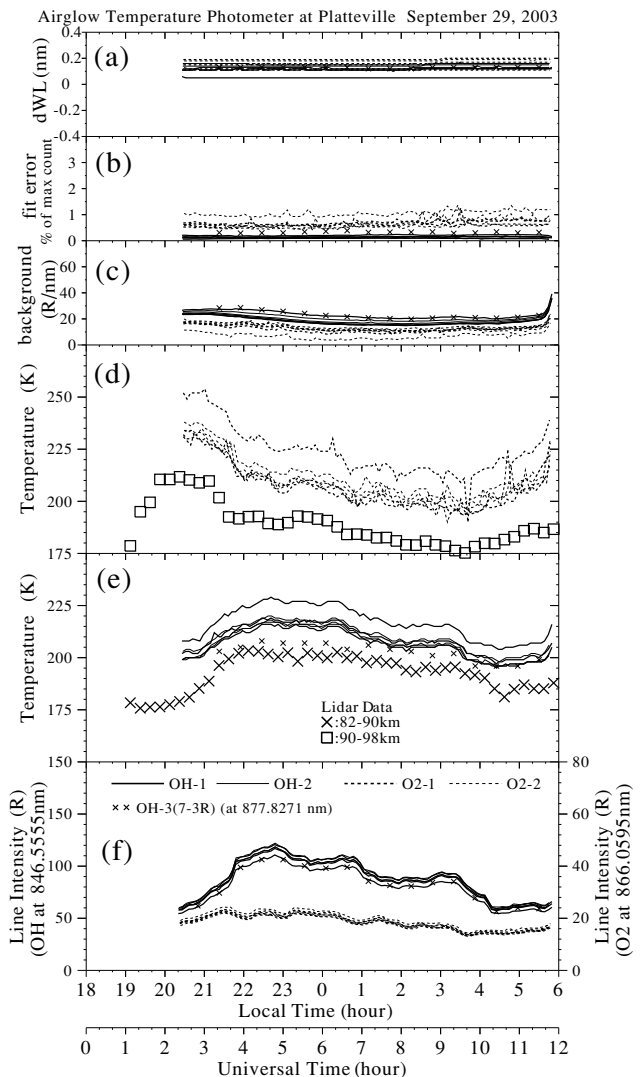 Airglow Temperature Photometer at Platteville September 29, 2003
(a)
dWL (nm)
0.4
0.2
0
-0.2
-0.4
(b)
fit error
% of max count
3
2
1
0
(c)
background
(R/nm)
60
40
20
0
(d)
Temperature (K)
250
225
200
175
(e)
Temperature (K)
225
200
175
150
Lidar Data
×:82-90km
□:90-98km
OH-1 OH-2 O2-1 O2-2
×× OH-3(7-3R) (at 877.8271 nm)
(f)
Line Intensity (R)
(OH at 846.5555nm)
150
100
50
0
80
60
40
20
0
Line Intensity (R)
(O2 at 866.0595nm)
18 19 20 21 22 23 0 1 2 3 4 5 6
Local Time (hour)
0 1 2 3 4 5 6 7 8 9 10 11 12
Universal Time (hour)